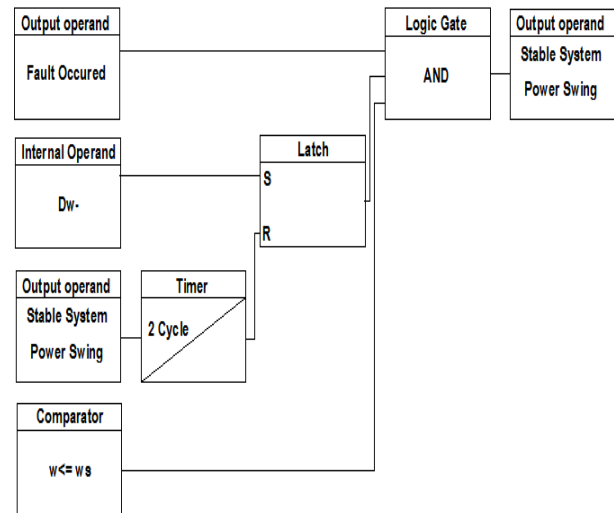 Output operand
Fault Occured
Logic Gate
AND
Output operand
Stable System
Power Swing
Internal Operand
Dw-
Latch
S
R
Output operand
Stable System
Power Swing
Timer
2 Cycle
Comparator
w<= ws